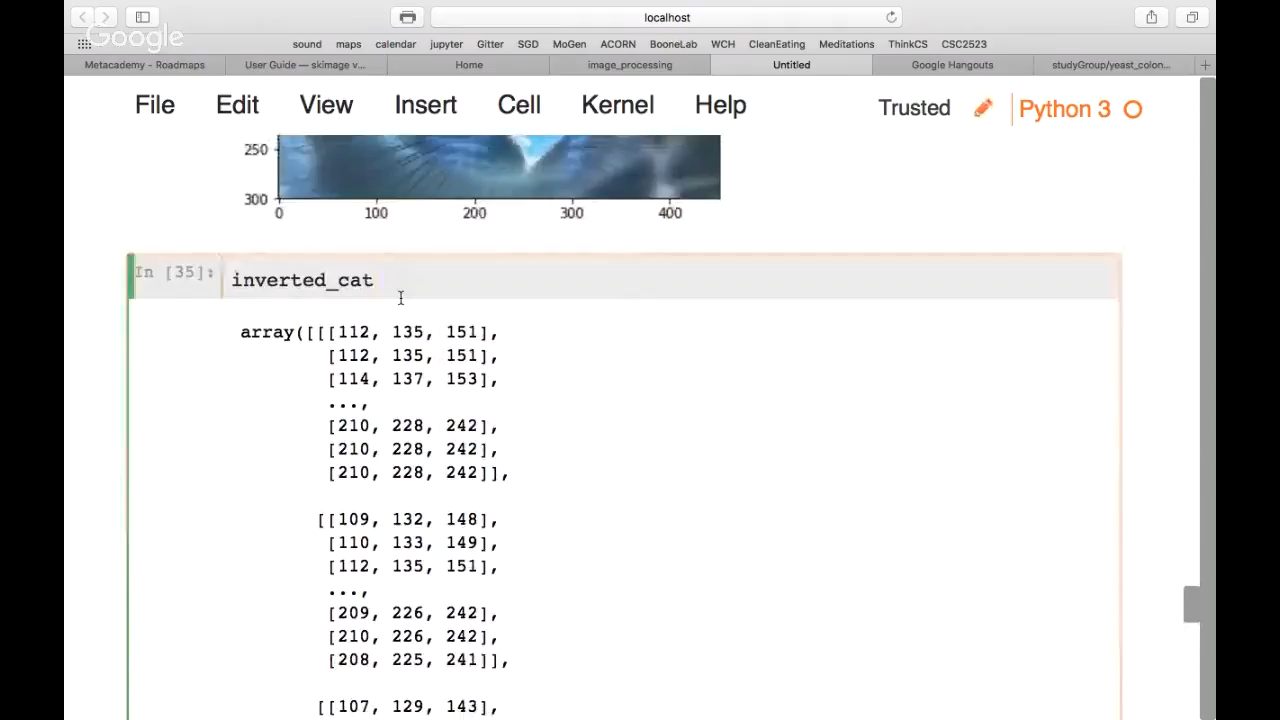 localhost
Google
sound maps calendar jupyter Gitter SGD MoGen ACORN BooneLab WCH CleanEating Meditations ThinkCS CSC2523
Metacademy - Roadmaps User Guide — skimage v... Home image_processing Untitled Google Hangouts studyGroup/yeast_colon... +
File Edit View Insert Cell Kernel Help Trusted Python 3
250
300
0 100 200 300 400
In [35]: inverted_cat
array([[[112, 135, 151],
[112, 135, 151],
[114, 137, 153],
...,
[210, 228, 242],
[210, 228, 242],
[210, 228, 242]],
[[109, 132, 148],
[110, 133, 149],
[112, 135, 151],
...,
[209, 226, 242],
[210, 226, 242],
[208, 225, 241]],
[[107, 129, 143],